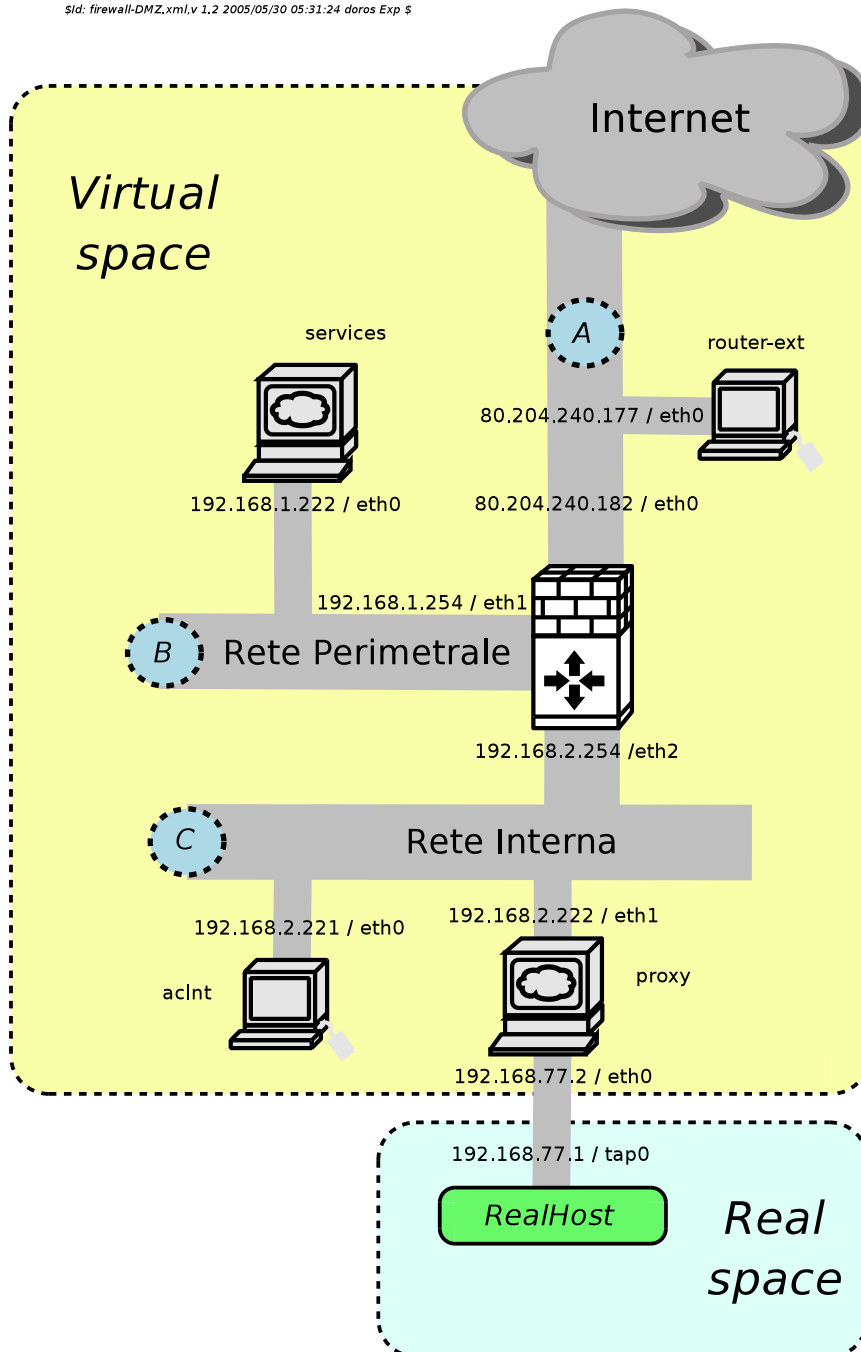 $Id: firewall-DMZ.xml,v 1.2 2005/05/30 05:31:24 doros Exp $
Internet
Virtual
space
services
A
router-ext
80.204.240.177 / eth0
192.168.1.222 / eth0
80.204.240.182 / eth0
192.168.1.254 / eth1
B
Rete Perimetrale
192.168.2.254 /eth2
C
Rete Interna
192.168.2.221 / eth0
192.168.2.222 / eth1
aclnt
proxy
192.168.77.2 / eth0
192.168.77.1 / tap0
RealHost
Real
space